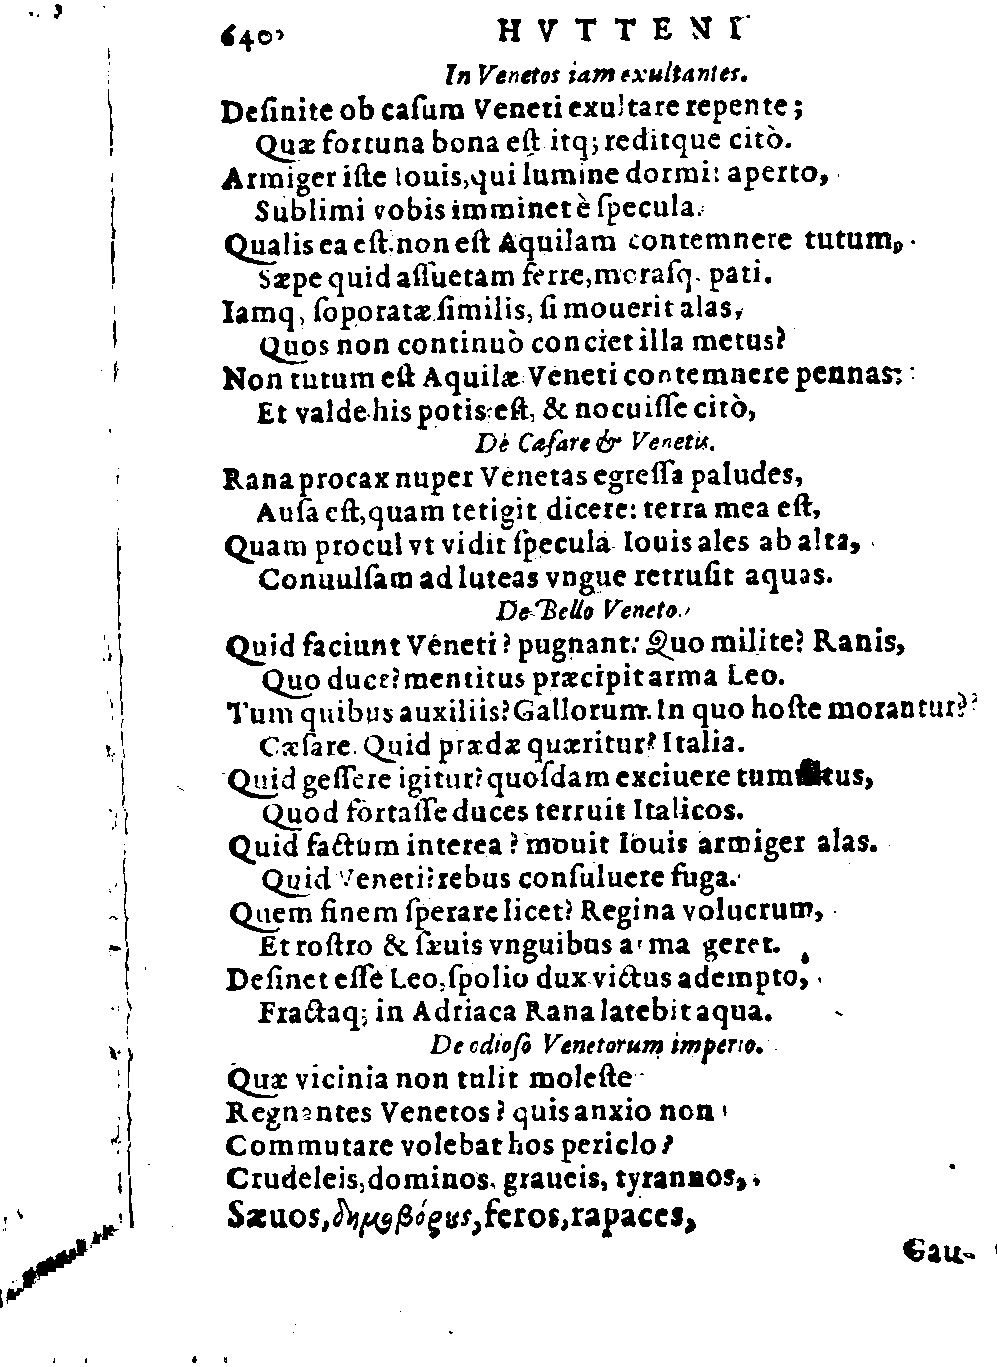 640
HVTTENI
In Venetos iam exultantes.
Deſinite ob caſum Veneti exultare repente;
Quæ fortuna bona eſt itq; reditque citò.
Armiger iſte Iouis, qui lumine dormit aperto,
Sublimi vobis imminet è ſpecula.
Qualis ea eſt non eſt Aquilam contemnere tutum,
Sæpe quid aſſuetam ferre, moraſq. pati.
Iamq, ſoporatæ ſimilis, ſi mouerit alas,
Quos non continuò conciet illa metus?
Non tutum eſt Aquilæ Veneti contemnere pennas:
Et valde his potis eſt, & nocuiſſe citò,
De Cæſare & Venetis.
Rana procax nuper Venetas egreſſa paludes,
Auſa eſt, quam tetigit dicere: terra mea eſt,
Quam procul vt vidit ſpecula Iouis ales ab alta,
Conuulſam ad luteas vngue retruſit aquas.
De Bello Veneto.
Quid faciunt Veneti? pugnant. Quo milite? Ranis,
Quo duce? mentitus præcipit arma Leo.
Tum quibus auxiliis? Gallorum. In quo hoſte morantur?
Cæſare. Quid prædæ quæritur? Italia.
Quid geſſere igitur? quoſdam exciuere tumultus,
Quod fortaſſe duces terruit Italicos.
Quid factum interea? mouit Iouis armiger alas.
Quid Veneti? rebus conſuluere fuga.
Quem finem ſperare licet? Regina volucrum,
Et roſtro & ſæuis vnguibus arma geret.
Deſinet eſſe Leo, ſpolio dux victus adempto,
Fractaq; in Adriaca Rana latebit aqua.
De odioſo Venetorum imperio.
Quæ vicinia non tulit moleſte
Regnantes Venetos? quis anxio non
Commutare volebat hos periclo?
Crudeleis, dominos, graueis, tyrannos,
Sæuos, δημοβόρους, feros, rapaces,
Gau-